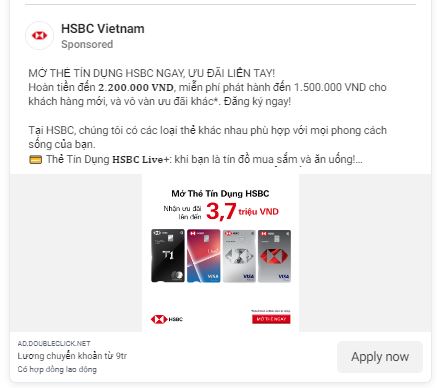 HSBC Vietnam
Sponsored
MỞ THẺ TÍN DỤNG HSBC NGAY, ƯU ĐÃI LIỀN TAY!
Hoàn tiền đến 2.200.000 VND, miễn phí phát hành đến 1.500.000 VND cho
khách hàng mới, và vô vàn ưu đãi khác*. Đăng ký ngay!
Tại HSBC, chúng tôi có các loại thẻ khác nhau phù hợp với mọi phong cách
sống của bạn.
💳 Thẻ Tín Dụng HSBC Live+: khi bạn là tín đồ mua sắm và ăn uống!...
Mở Thẻ Tín Dụng HSBC
Nhận ưu đãi
lên đến 3,7 triệu VND
T1
VISA
VISA
VISA
HSBC
MỞ THẺ NGAY
AD.DOUBLECLICK.NET
Lương chuyển khoản từ 9tr
Có hợp đồng lao động
Apply now